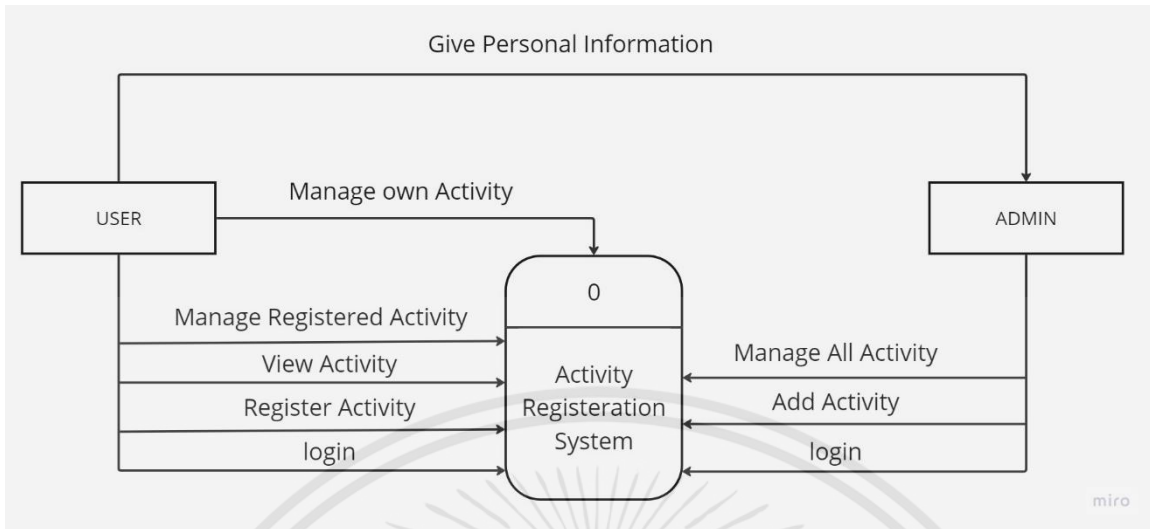 Give Personal Information
USER
Manage own Activity
ADMIN
0
Activity
Registeration
System
Manage Registered Activity
View Activity
Register Activity
login
Manage All Activity
Add Activity
login
miro